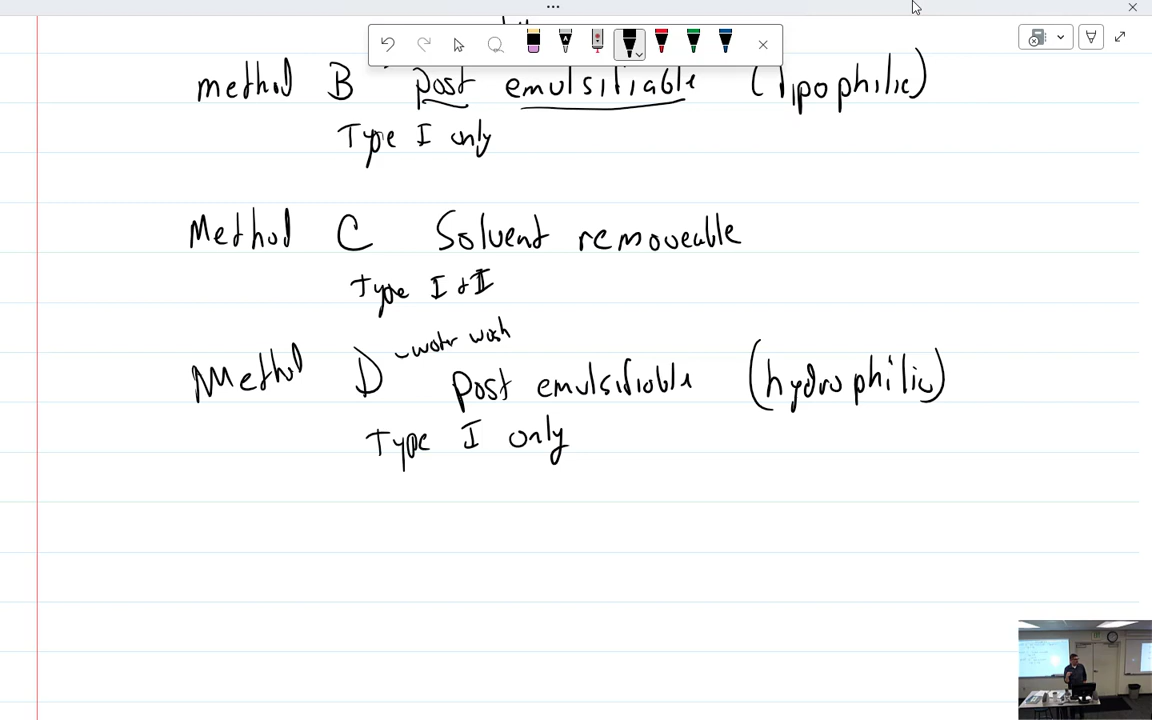 method B post emulsifiable (lipophilic)
Type I only
Method C Solvent removeable
Type I & II
~water wash
Method D post emulsifiable (hydrophilic)
Type I only